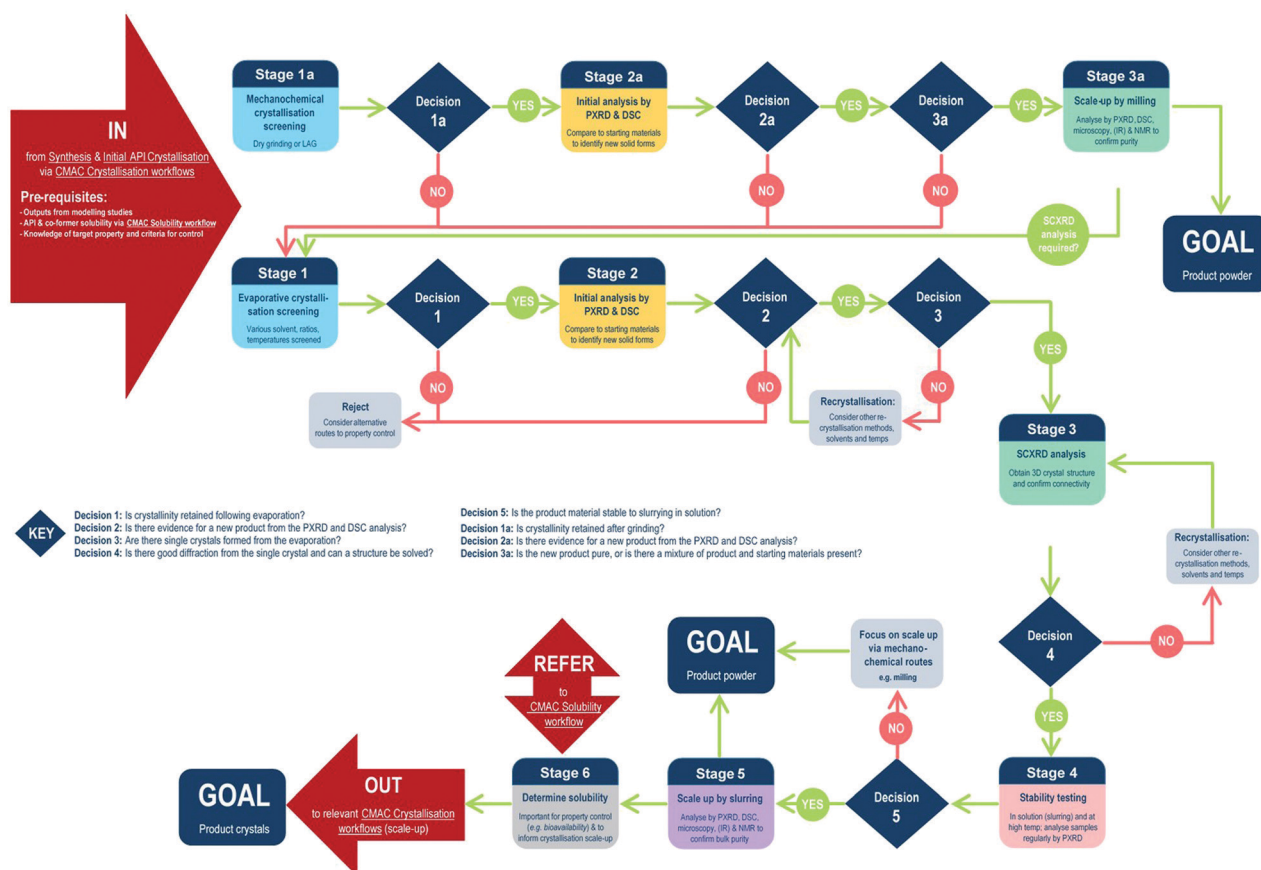 IN
from Synthesis & Initial API Crystallisation
via CMAC Crystallisation workflows
Pre-requisites:
- Outputs from modelling studies
- API & co-former solubility via CMAC Solubility workflow
- Knowledge of target property and criteria for control
Stage 1a
Mechanochemical
crystallisation screening
Dry grinding or LAG
Decision
1a
YES
NO
Stage 2a
Initial analysis by
PXRD & DSC
Compare to starting materials
to identify new solid forms
Decision
2a
YES
NO
Decision
3a
YES
NO
Stage 3a
Scale-up by milling
Analyse by PXRD, DSC,
microscopy, (IR) & NMR to
confirm purity
SCXRD
analysis
required?
GOAL
Product powder
Stage 1
Evaporative crystalli-
sation screening
Various solvent, ratios,
temperatures screened
Decision
1
YES
NO
Stage 2
Initial analysis by
PXRD & DSC
Compare to starting materials
to identify new solid forms
Decision
2
YES
NO
Decision
3
YES
NO
Reject
Consider alternative
routes to property control
Recrystallisation:
Consider other re-
crystallisation methods,
solvents and temps
Stage 3
SCXRD analysis
Obtain 3D crystal structure
and confirm connectivity
KEY
Decision 1: Is crystallinity retained following evaporation?
Decision 2: Is there evidence for a new product from the PXRD and DSC analysis?
Decision 3: Are there single crystals formed from the evaporation?
Decision 4: Is there good diffraction from the single crystal and can a structure be solved?
Decision 5: Is the product material stable to slurrying in solution?
Decision 1a: Is crystallinity retained after grinding?
Decision 2a: Is there evidence for a new product from the PXRD and DSC analysis?
Decision 3a: Is the new product pure, or is there a mixture of product and starting materials present?
Recrystallisation:
Consider other re-
crystallisation methods,
solvents and temps
Decision
4
NO
YES
GOAL
Product powder
Focus on scale up
via mechano-
chemical routes
e.g. milling
NO
REFER
to
CMAC Solubility
workflow
GOAL
Product crystals
OUT
to relevant CMAC Crystallisation
workflows (scale-up)
Stage 6
Determine solubility
Important for property control
(e.g. bioavailability) & to
inform crystallisation scale-up
Stage 5
Scale up by slurring
Analyse by PXRD, DSC,
microscopy, (IR) & NMR to
confirm bulk purity
YES
Decision
5
Stage 4
Stability testing
In solution (slurring) and at
high temp; analyse samples
regularly by PXRD